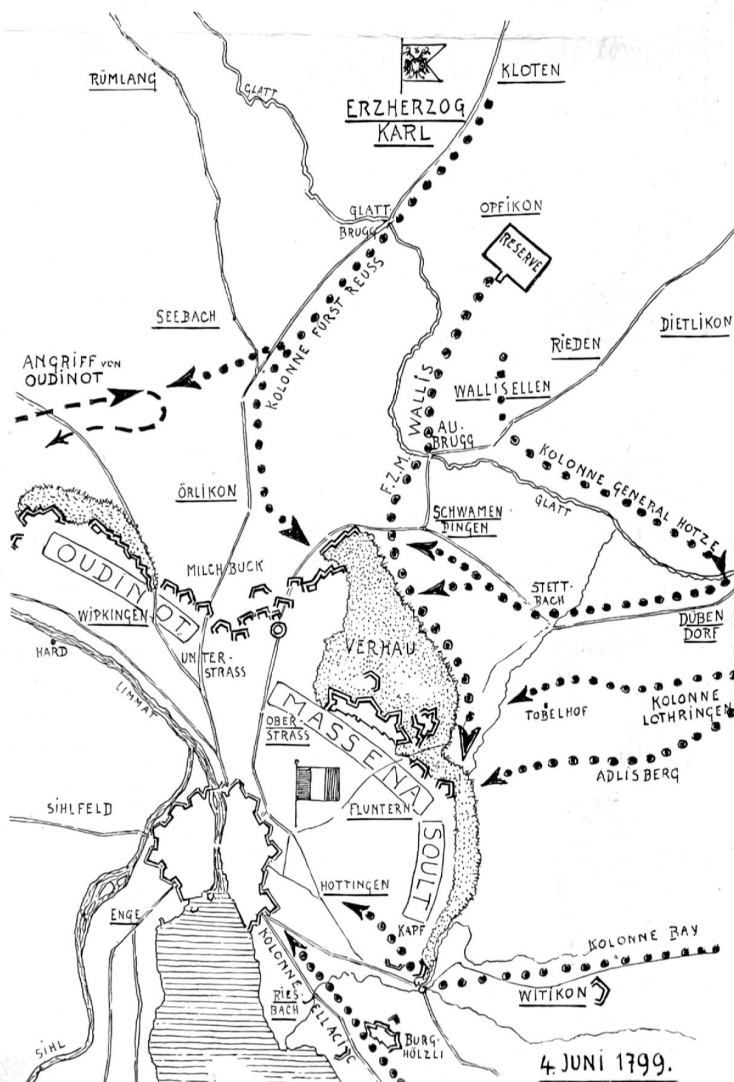 RÜMLANG
GLATT
KLOTEN
ERZHERZOG
KARL
GLATT-
BRUGG
OPFIKON
RESERVE
SEEBACH
KOLONNE FÜRST REUSS
DIETLIKON
RIEDEN
ANGRIFF VON
OUDINOT
WALLISELLEN
F.Z.M. WALLIS
AU-
BRUGG
KOLONNE GENERAL HOTZE
GLATT
ÖRLIKON
SCHWAMEN
DINGEN
OUDINOT
MILCHBUCK
STETT-
BACH
DÜBEN
DORF
WIPKINGEN
HARD
LIMMAT
UNTER-
STRASS
VERHAU
KOLONNE
LOTHRINGEN
TOBELHOF
OBER-
STRASS
MASSENA
ADLISBERG
SIHLFELD
FLUNTERN
SOULT
HOTTINGEN
ENGE
KAPF
KOLONNE BAY
KOLONNE JELLACIC
RIES-
BACH
WITIKON
BURG-
HÖLZLI
SIHL
4. JUNI 1799.